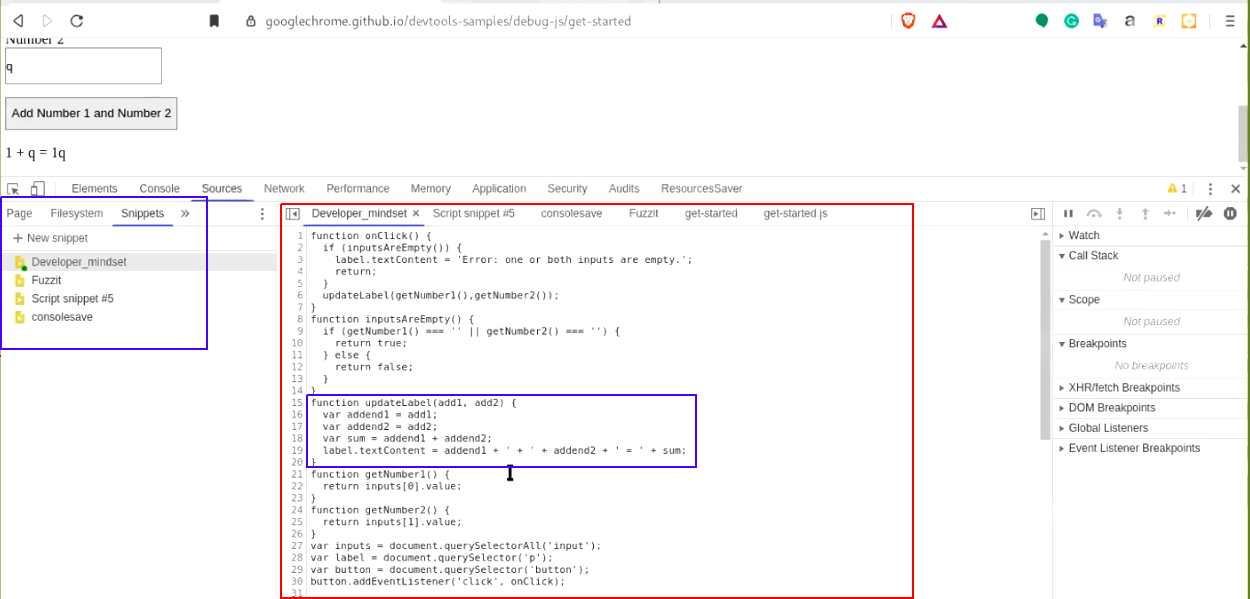 googlechrome.github.io/devtools-samples/debug-js/get-started
Number 2
q
Add Number 1 and Number 2
1 + q = 1q
Elements Console Sources Network Performance Memory Application Security Audits ResourcesSaver 1
Page Filesystem Snippets »
New snippet
Developer_mindset
Fuzzit
Script snippet #5
consolesave
Developer_mindset × Script snippet #5 consolesave Fuzzit get-started get-started.js
1 function onClick() {
2 if (inputsAreEmpty()) {
3 label.textContent = 'Error: one or both inputs are empty.';
4 return;
5 }
6 updateLabel(getNumber1(),getNumber2());
7 }
8 function inputsAreEmpty() {
9 if (getNumber1() === '' || getNumber2() === '') {
10 return true;
11 } else {
12 return false;
13 }
14 }
15 function updateLabel(add1, add2) {
16 var addend1 = add1;
17 var addend2 = add2;
18 var sum = addend1 + addend2;
19 label.textContent = addend1 + ' + ' + addend2 + ' = ' + sum;
20 }
21 function getNumber1() {
22 return inputs[0].value;
23 }
24 function getNumber2() {
25 return inputs[1].value;
26 }
27 var inputs = document.querySelectorAll('input');
28 var label = document.querySelector('p');
29 var button = document.querySelector('button');
30 button.addEventListener('click', onClick);
31
Watch
Call Stack
Not paused
Scope
Not paused
Breakpoints
No breakpoints
XHR/fetch Breakpoints
DOM Breakpoints
Global Listeners
Event Listener Breakpoints